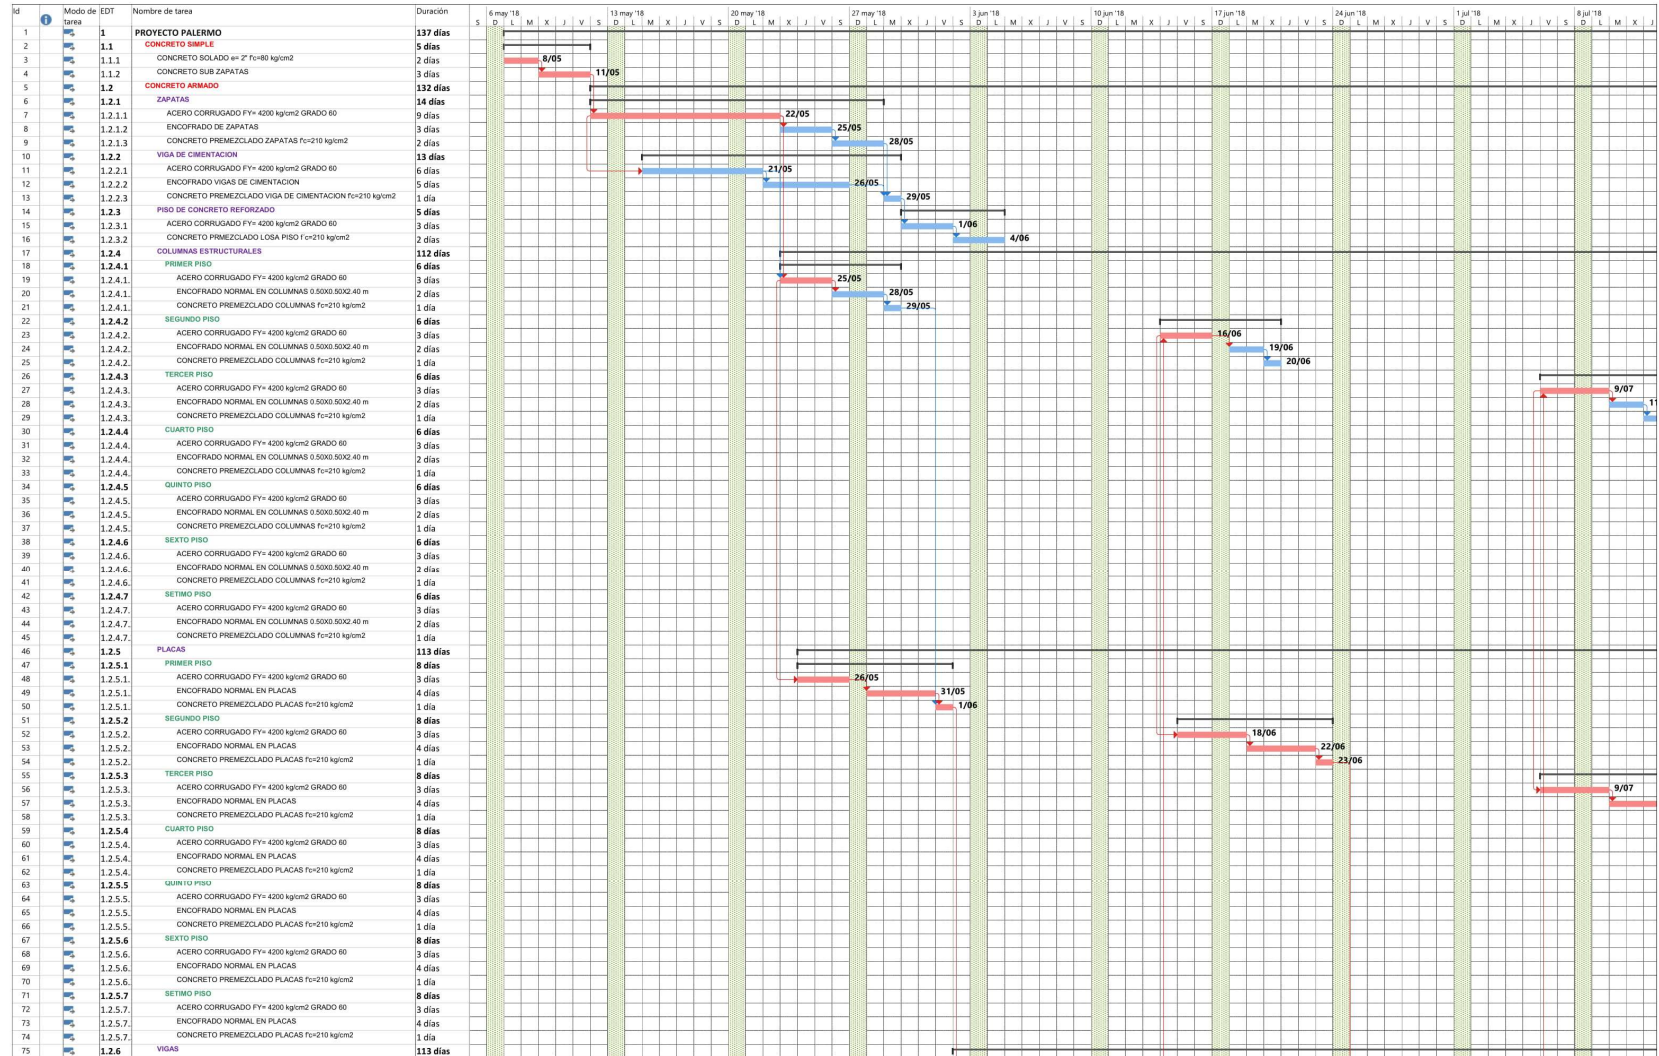 Id Modo de tarea EDT Nombre de tarea Duración
6 may '18 13 may '18 20 may '18 27 may '18 3 jun '18 10 jun '18 17 jun '18 24 jun '18 1 jul '18 8 jul '18
S D L M X J V S D L M X J V S D L M X J V S D L M X J V S D L M X J V S D L M X J V S D L M X J V S D L M X J V S D L M X J V S D L M X J V S D L M X J
1 1 PROYECTO PALERMO 137 días
2 1.1 CONCRETO SIMPLE 5 días
3 1.1.1 CONCRETO SOLADO e= 2" f'c=80 kg/cm2 2 días 8/05
4 1.1.2 CONCRETO SUB ZAPATAS 3 días 11/05
5 1.2 CONCRETO ARMADO 132 días
6 1.2.1 ZAPATAS 14 días
7 1.2.1.1 ACERO CORRUGADO FY= 4200 kg/cm2 GRADO 60 9 días 22/05
8 1.2.1.2 ENCOFRADO DE ZAPATAS 3 días 25/05
9 1.2.1.3 CONCRETO PREMEZCLADO ZAPATAS f'c=210 kg/cm2 2 días 28/05
10 1.2.2 VIGA DE CIMENTACION 13 días
11 1.2.2.1 ACERO CORRUGADO FY= 4200 kg/cm2 GRADO 60 6 días 21/05
12 1.2.2.2 ENCOFRADO VIGAS DE CIMENTACION 5 días 26/05
13 1.2.2.3 CONCRETO PREMEZCLADO VIGA DE CIMENTACION f'c=210 kg/cm2 1 día 29/05
14 1.2.3 PISO DE CONCRETO REFORZADO 5 días
15 1.2.3.1 ACERO CORRUGADO FY= 4200 kg/cm2 GRADO 60 3 días 1/06
16 1.2.3.2 CONCRETO PRMEZCLADO LOSA PISO f'c=210 kg/cm2 2 días 4/06
17 1.2.4 COLUMNAS ESTRUCTURALES 112 días
18 1.2.4.1 PRIMER PISO 6 días
19 1.2.4.1. ACERO CORRUGADO FY= 4200 kg/cm2 GRADO 60 3 días 25/05
20 1.2.4.1. ENCOFRADO NORMAL EN COLUMNAS 0.50X0.50X2.40 m 2 días 28/05
21 1.2.4.1. CONCRETO PREMEZCLADO COLUMNAS f'c=210 kg/cm2 1 día 29/05
22 1.2.4.2 SEGUNDO PISO 6 días
23 1.2.4.2. ACERO CORRUGADO FY= 4200 kg/cm2 GRADO 60 3 días 16/06
24 1.2.4.2. ENCOFRADO NORMAL EN COLUMNAS 0.50X0.50X2.40 m 2 días 19/06
25 1.2.4.2. CONCRETO PREMEZCLADO COLUMNAS f'c=210 kg/cm2 1 día 20/06
26 1.2.4.3 TERCER PISO 6 días
27 1.2.4.3. ACERO CORRUGADO FY= 4200 kg/cm2 GRADO 60 3 días 9/07
28 1.2.4.3. ENCOFRADO NORMAL EN COLUMNAS 0.50X0.50X2.40 m 2 días 11
29 1.2.4.3. CONCRETO PREMEZCLADO COLUMNAS f'c=210 kg/cm2 1 día
30 1.2.4.4 CUARTO PISO 6 días
31 1.2.4.4. ACERO CORRUGADO FY= 4200 kg/cm2 GRADO 60 3 días
32 1.2.4.4. ENCOFRADO NORMAL EN COLUMNAS 0.50X0.50X2.40 m 2 días
33 1.2.4.4. CONCRETO PREMEZCLADO COLUMNAS f'c=210 kg/cm2 1 día
34 1.2.4.5 QUINTO PISO 6 días
35 1.2.4.5. ACERO CORRUGADO FY= 4200 kg/cm2 GRADO 60 3 días
36 1.2.4.5. ENCOFRADO NORMAL EN COLUMNAS 0.50X0.50X2.40 m 2 días
37 1.2.4.5. CONCRETO PREMEZCLADO COLUMNAS f'c=210 kg/cm2 1 día
38 1.2.4.6 SEXTO PISO 6 días
39 1.2.4.6. ACERO CORRUGADO FY= 4200 kg/cm2 GRADO 60 3 días
40 1.2.4.6. ENCOFRADO NORMAL EN COLUMNAS 0.50X0.50X2.40 m 2 días
41 1.2.4.6. CONCRETO PREMEZCLADO COLUMNAS f'c=210 kg/cm2 1 día
42 1.2.4.7 SETIMO PISO 6 días
43 1.2.4.7. ACERO CORRUGADO FY= 4200 kg/cm2 GRADO 60 3 días
44 1.2.4.7. ENCOFRADO NORMAL EN COLUMNAS 0.50X0.50X2.40 m 2 días
45 1.2.4.7. CONCRETO PREMEZCLADO COLUMNAS f'c=210 kg/cm2 1 día
46 1.2.5 PLACAS 113 días
47 1.2.5.1 PRIMER PISO 8 días
48 1.2.5.1. ACERO CORRUGADO FY= 4200 kg/cm2 GRADO 60 3 días 26/05
49 1.2.5.1. ENCOFRADO NORMAL EN PLACAS 4 días 31/05
50 1.2.5.1. CONCRETO PREMEZCLADO PLACAS f'c=210 kg/cm2 1 día 1/06
51 1.2.5.2 SEGUNDO PISO 8 días
52 1.2.5.2. ACERO CORRUGADO FY= 4200 kg/cm2 GRADO 60 3 días 18/06
53 1.2.5.2. ENCOFRADO NORMAL EN PLACAS 4 días 22/06
54 1.2.5.2. CONCRETO PREMEZCLADO PLACAS f'c=210 kg/cm2 1 día 23/06
55 1.2.5.3 TERCER PISO 8 días
56 1.2.5.3. ACERO CORRUGADO FY= 4200 kg/cm2 GRADO 60 3 días 9/07
57 1.2.5.3. ENCOFRADO NORMAL EN PLACAS 4 días
58 1.2.5.3. CONCRETO PREMEZCLADO PLACAS f'c=210 kg/cm2 1 día
59 1.2.5.4 CUARTO PISO 8 días
60 1.2.5.4. ACERO CORRUGADO FY= 4200 kg/cm2 GRADO 60 3 días
61 1.2.5.4. ENCOFRADO NORMAL EN PLACAS 4 días
62 1.2.5.4. CONCRETO PREMEZCLADO PLACAS f'c=210 kg/cm2 1 día
63 1.2.5.5 QUINTO PISO 8 días
64 1.2.5.5. ACERO CORRUGADO FY= 4200 kg/cm2 GRADO 60 3 días
65 1.2.5.5. ENCOFRADO NORMAL EN PLACAS 4 días
66 1.2.5.5. CONCRETO PREMEZCLADO PLACAS f'c=210 kg/cm2 1 día
67 1.2.5.6 SEXTO PISO 8 días
68 1.2.5.6. ACERO CORRUGADO FY= 4200 kg/cm2 GRADO 60 3 días
69 1.2.5.6. ENCOFRADO NORMAL EN PLACAS 4 días
70 1.2.5.6. CONCRETO PREMEZCLADO PLACAS f'c=210 kg/cm2 1 día
71 1.2.5.7 SETIMO PISO 8 días
72 1.2.5.7. ACERO CORRUGADO FY= 4200 kg/cm2 GRADO 60 3 días
73 1.2.5.7. ENCOFRADO NORMAL EN PLACAS 4 días
74 1.2.5.7. CONCRETO PREMEZCLADO PLACAS f'c=210 kg/cm2 1 día
75 1.2.6 VIGAS 113 días